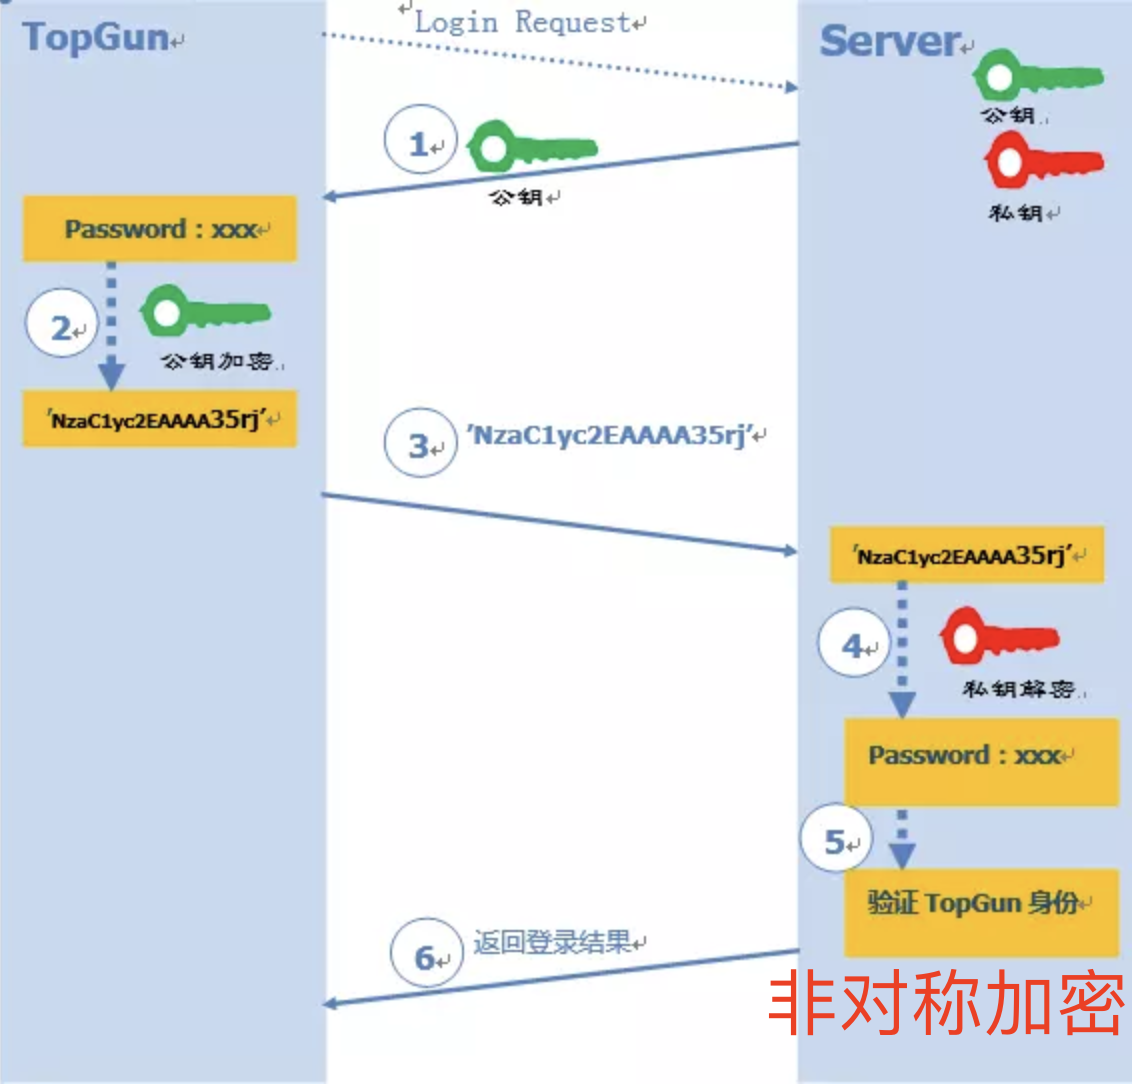 Login Request
TopGun
Server
公钥
私钥
1
公钥
Password：xxx
2
公钥加密
'NzaC1yc2EAAAA35rj'
3
'NzaC1yc2EAAAA35rj'
'NzaC1yc2EAAAA35rj'
4
私钥解密
Password：xxx
5
验证 TopGun 身份
6
返回登录结果
非对称加密